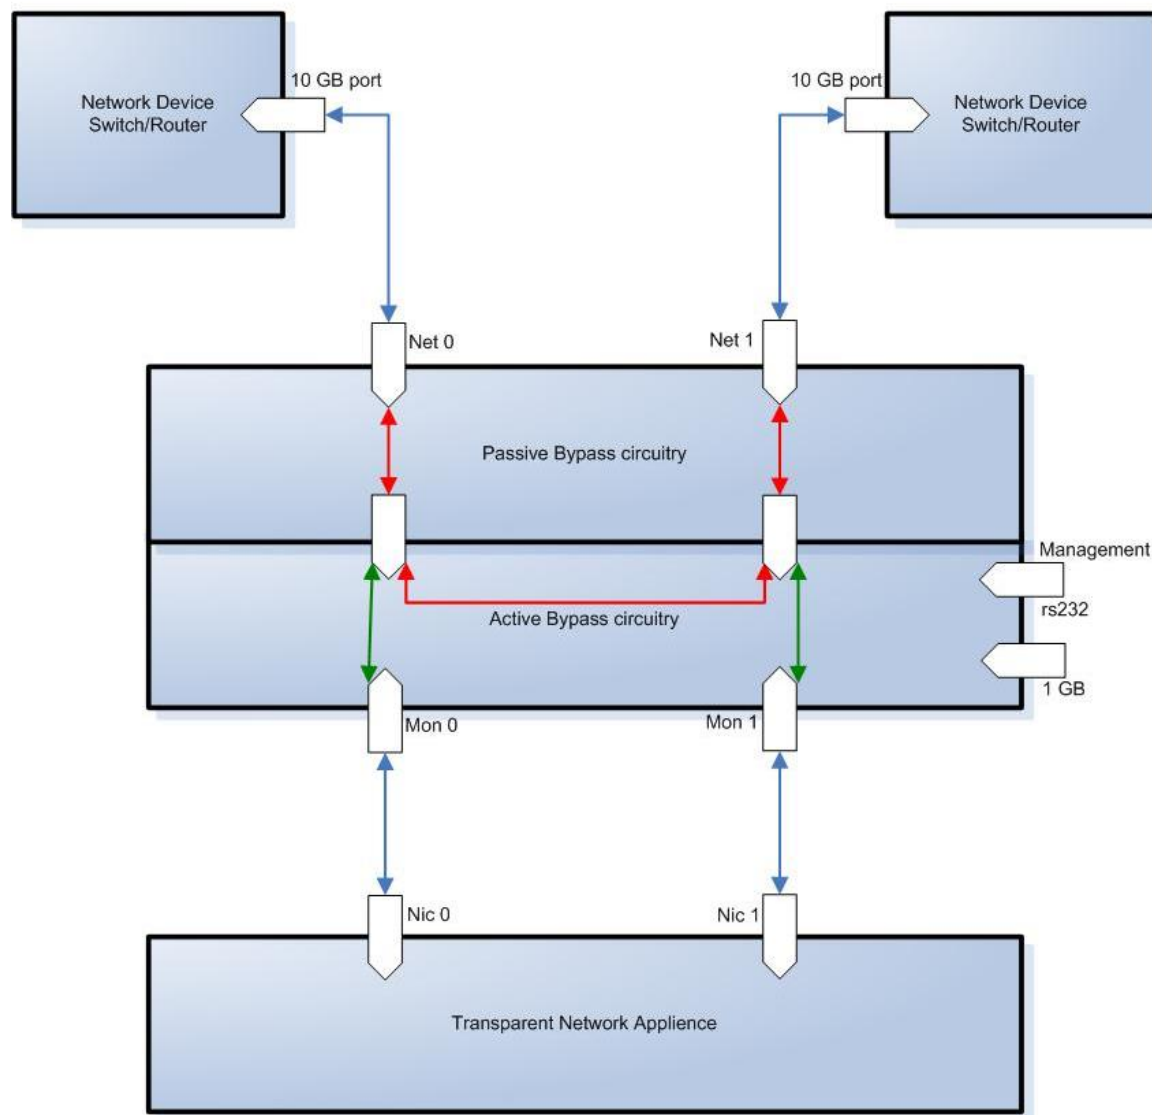 10 GB port
10 GB port
Network Device
Switch/Router
Network Device
Switch/Router
Net 0
Net 1
Passive Bypass circuitry
Management
rs232
Active Bypass circuitry
1 GB
Mon 0
Mon 1
Nic 0
Nic 1
Transparent Network Applience